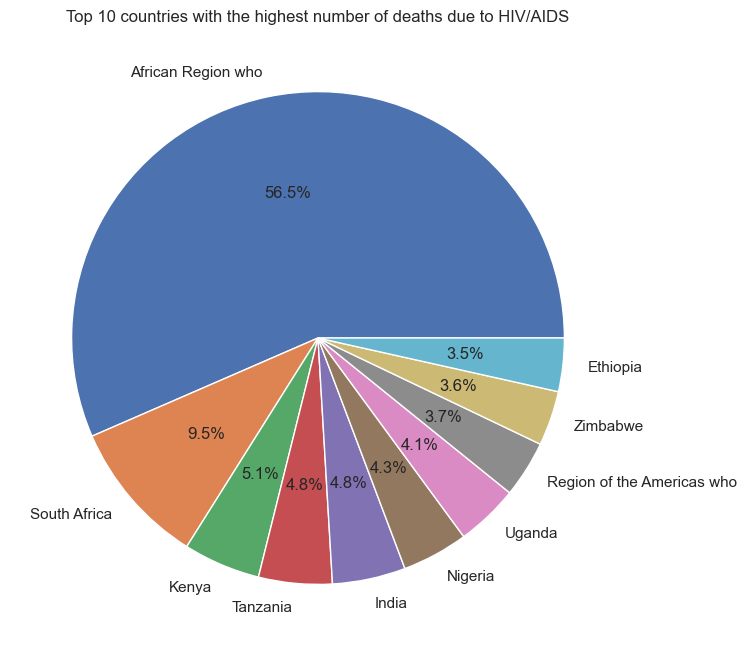 Top 10 countries with the highest number of deaths due to HIV/AIDS
African Region who
56.5%
3.5%
Ethiopia
3.6%
Zimbabwe
3.7%
Region of the Americas who
4.1%
Uganda
4.3%
Nigeria
4.8%
India
4.8%
Tanzania
5.1%
Kenya
9.5%
South Africa